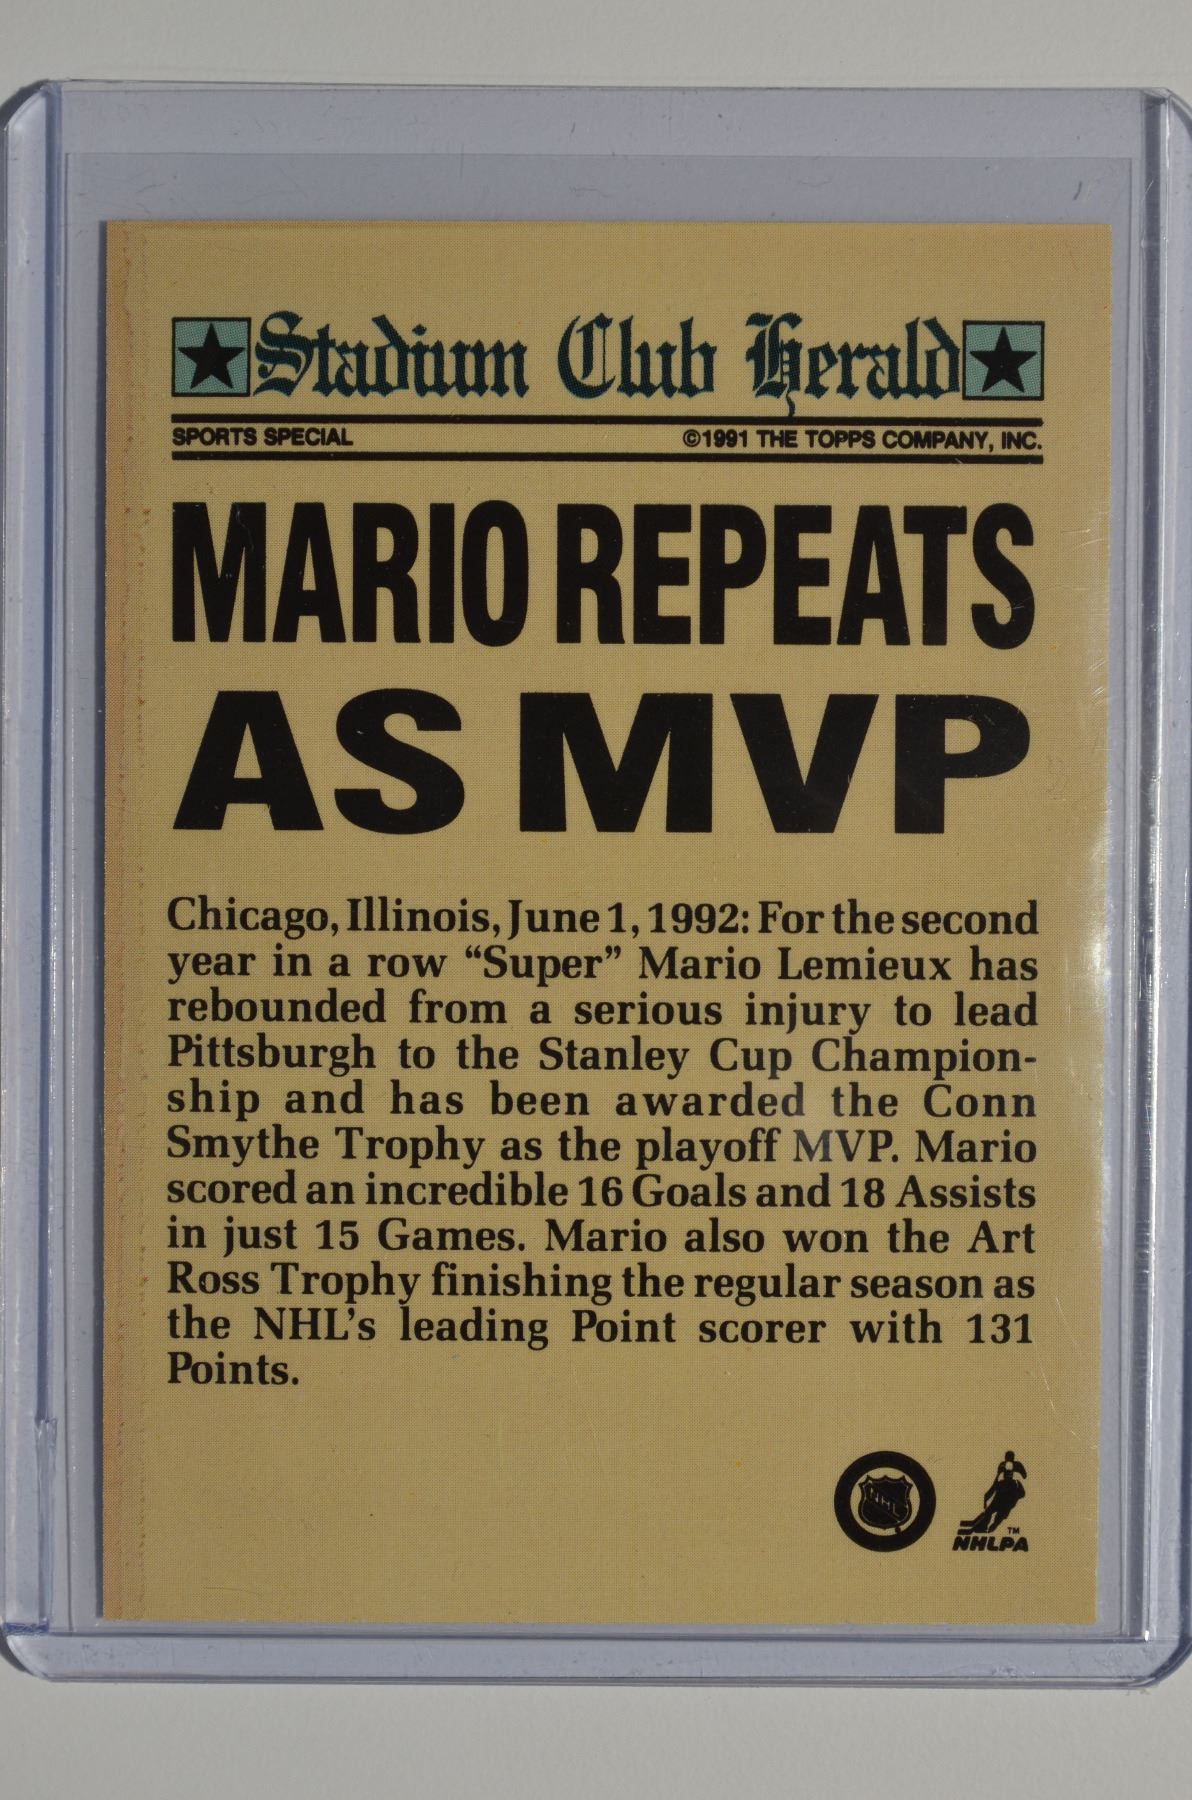 Stadium Club Herald
SPORTS SPECIAL ©1991 THE TOPPS COMPANY, INC.
MARIO REPEATS
AS MVP
Chicago, Illinois, June 1, 1992: For the second
year in a row “Super” Mario Lemieux has
rebounded from a serious injury to lead
Pittsburgh to the Stanley Cup Champion-
ship and has been awarded the Conn
Smythe Trophy as the playoff MVP. Mario
scored an incredible 16 Goals and 18 Assists
in just 15 Games. Mario also won the Art
Ross Trophy finishing the regular season as
the NHL’s leading Point scorer with 131
Points.
NHL
TM
NHLPA